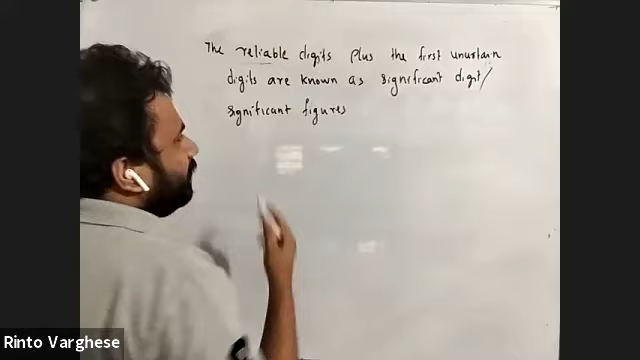 The reliable digits plus the first uncertain
digits are known as significant digit/
significant figures
Rinto Varghese